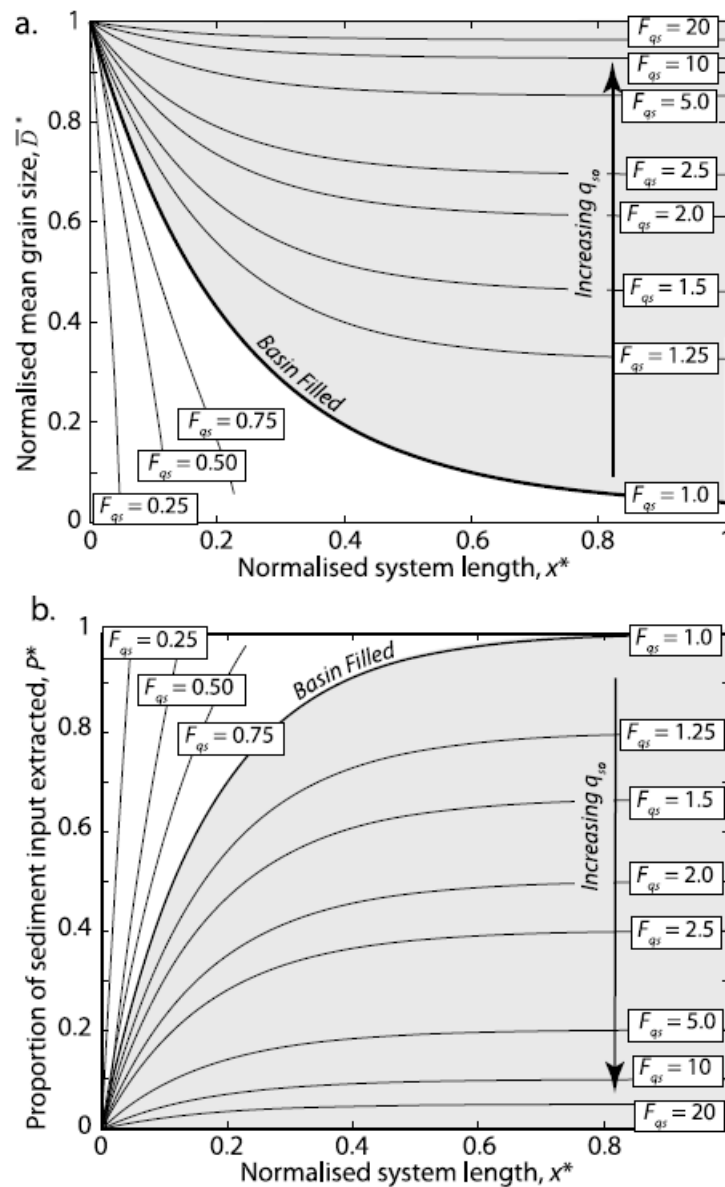 a.
1
0.8
0.6
0.4
0.2
0
Normalised mean grain size, D̅*
F_qs = 20
F_qs = 10
F_qs = 5.0
F_qs = 2.5
F_qs = 2.0
F_qs = 1.5
F_qs = 1.25
F_qs = 1.0
Increasing q_so
Basin Filled
F_qs = 0.75
F_qs = 0.50
F_qs = 0.25
0 0.2 0.4 0.6 0.8 1
Normalised system length, x*
b.
1
0.8
0.6
0.4
0.2
0
Proportion of sediment input extracted, P*
F_qs = 0.25
F_qs = 0.50
F_qs = 0.75
Basin Filled
F_qs = 1.0
F_qs = 1.25
F_qs = 1.5
F_qs = 2.0
F_qs = 2.5
F_qs = 5.0
F_qs = 10
F_qs = 20
Increasing q_so
0 0.2 0.4 0.6 0.8 1
Normalised system length, x*